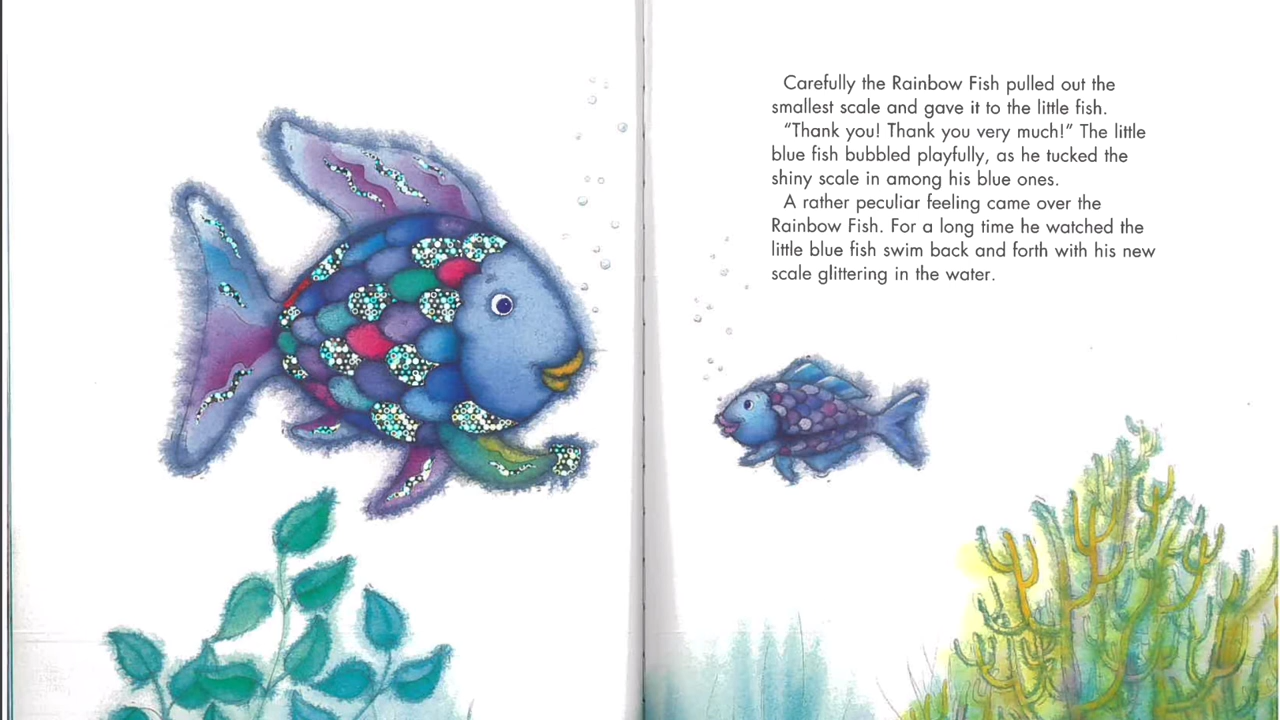 Carefully the Rainbow Fish pulled out the
smallest scale and gave it to the little fish.
“Thank you! Thank you very much!” The little
blue fish bubbled playfully, as he tucked the
shiny scale in among his blue ones.
A rather peculiar feeling came over the
Rainbow Fish. For a long time he watched the
little blue fish swim back and forth with his new
scale glittering in the water.